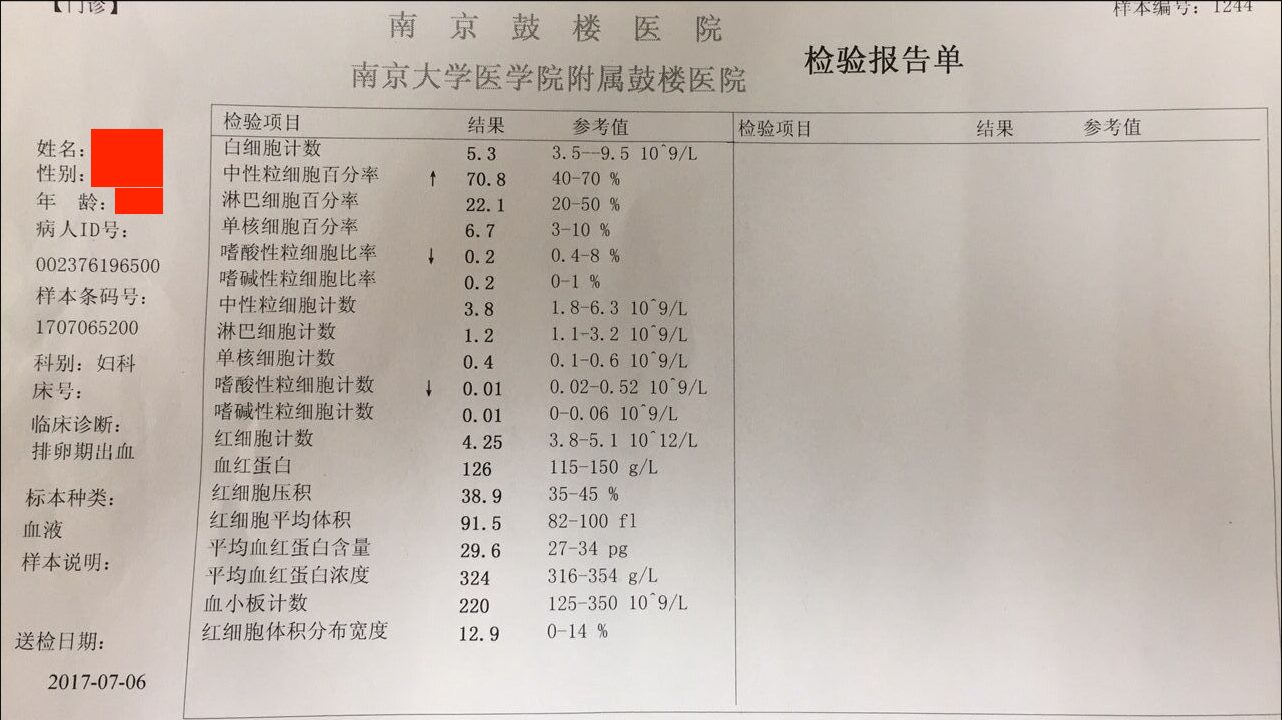 【门诊】
样本编号：1244
南京鼓楼医院
南京大学医学院附属鼓楼医院
检验报告单
姓名：
性别：
年 龄：
病人ID号：
002376196500
样本条码号：
1707065200
科别：妇科
床号：
临床诊断：
排卵期出血
标本种类：
血液
样本说明：
送检日期：
2017-07-06
检验项目 结果 参考值 检验项目 结果 参考值
白细胞计数 5.3 3.5--9.5 10^9/L
中性粒细胞百分率 ↑ 70.8 40-70 %
淋巴细胞百分率 22.1 20-50 %
单核细胞百分率 6.7 3-10 %
嗜酸性粒细胞比率 ↓ 0.2 0.4-8 %
嗜碱性粒细胞比率 0.2 0-1 %
中性粒细胞计数 3.8 1.8-6.3 10^9/L
淋巴细胞计数 1.2 1.1-3.2 10^9/L
单核细胞计数 0.4 0.1-0.6 10^9/L
嗜酸性粒细胞计数 ↓ 0.01 0.02-0.52 10^9/L
嗜碱性粒细胞计数 0.01 0-0.06 10^9/L
红细胞计数 4.25 3.8-5.1 10^12/L
血红蛋白 126 115-150 g/L
红细胞压积 38.9 35-45 %
红细胞平均体积 91.5 82-100 fl
平均血红蛋白含量 29.6 27-34 pg
平均血红蛋白浓度 324 316-354 g/L
血小板计数 220 125-350 10^9/L
红细胞体积分布宽度 12.9 0-14 %